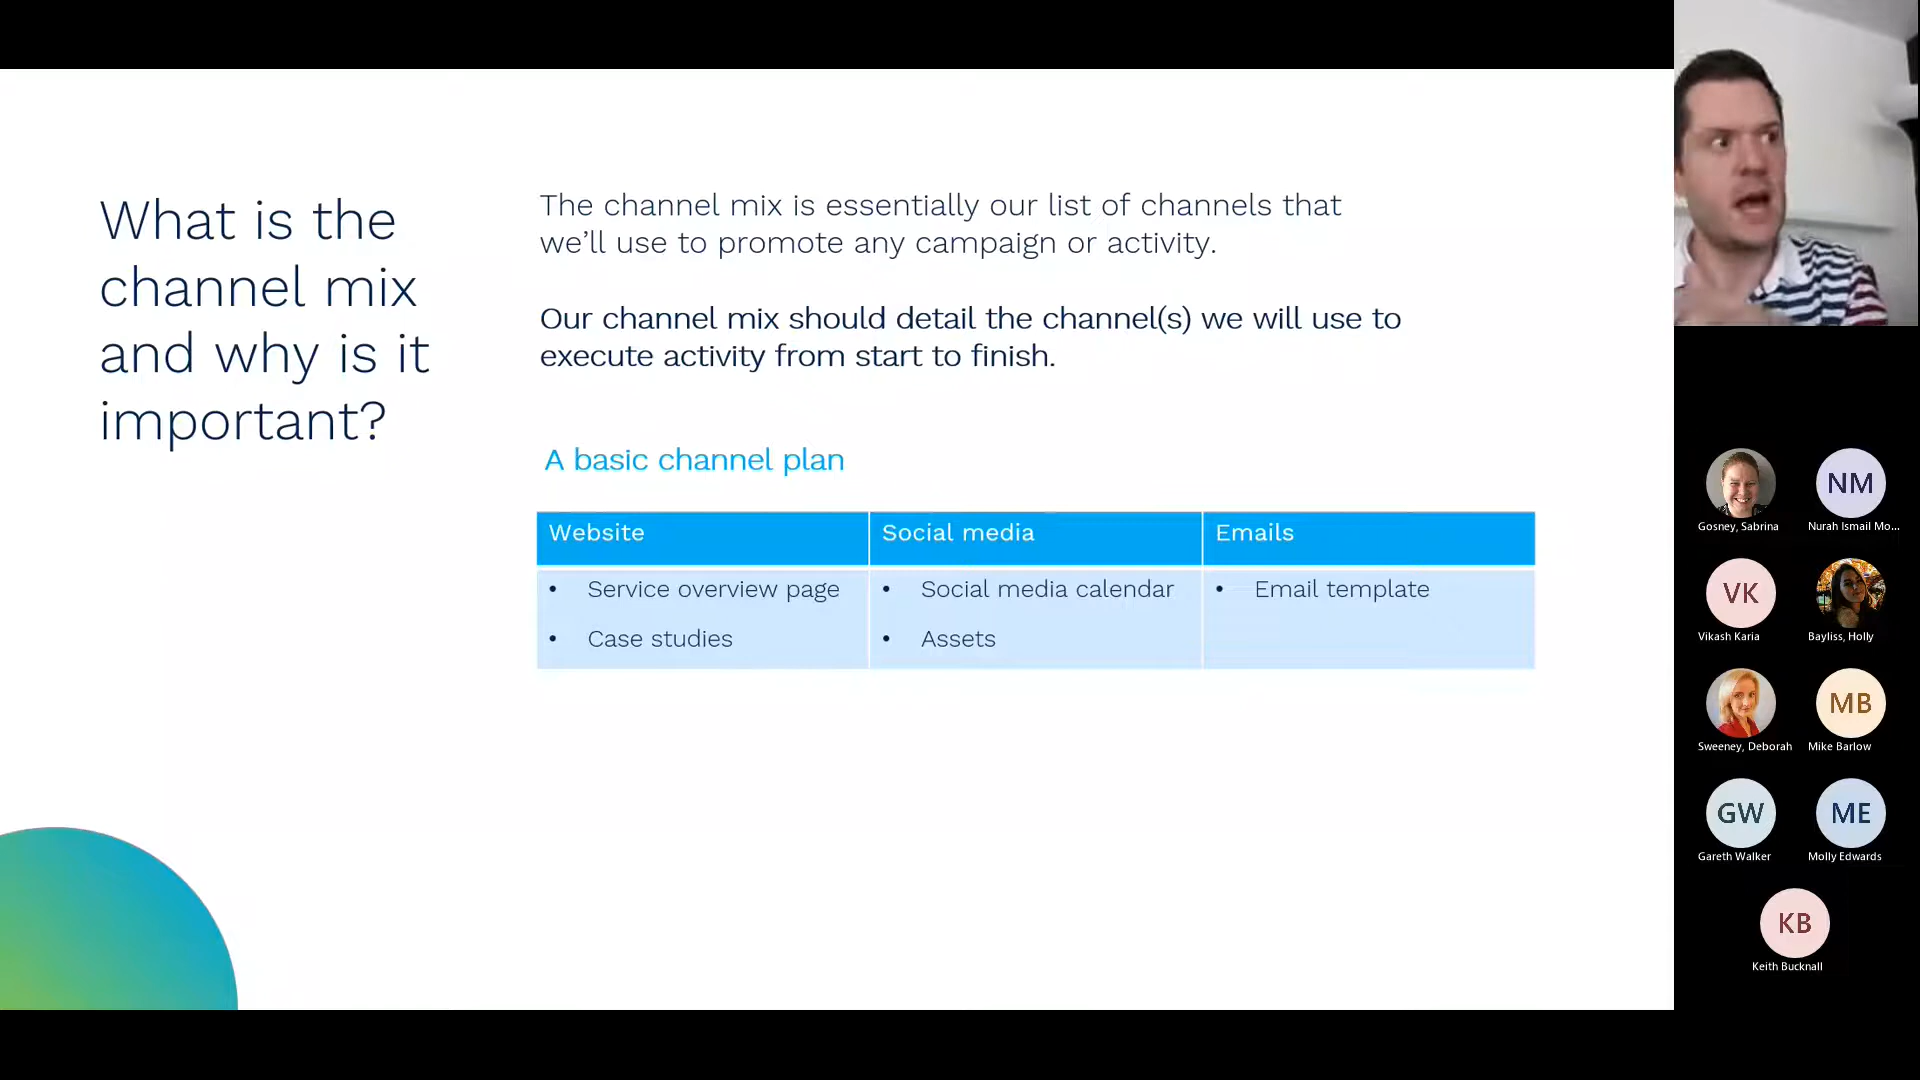 What is the
channel mix
and why is it
important?
The channel mix is essentially our list of channels that
we’ll use to promote any campaign or activity.
Our channel mix should detail the channel(s) we will use to
execute activity from start to finish.
A basic channel plan
Website
Social media
Emails
• Service overview page
• Case studies
• Social media calendar
• Assets
• Email template
Gosney, Sabrina
NM
Nurah Ismail Mo...
VK
Vikash Karia
Bayliss, Holly
Sweeney, Deborah
MB
Mike Barlow
GW
Gareth Walker
ME
Molly Edwards
KB
Keith Bucknall